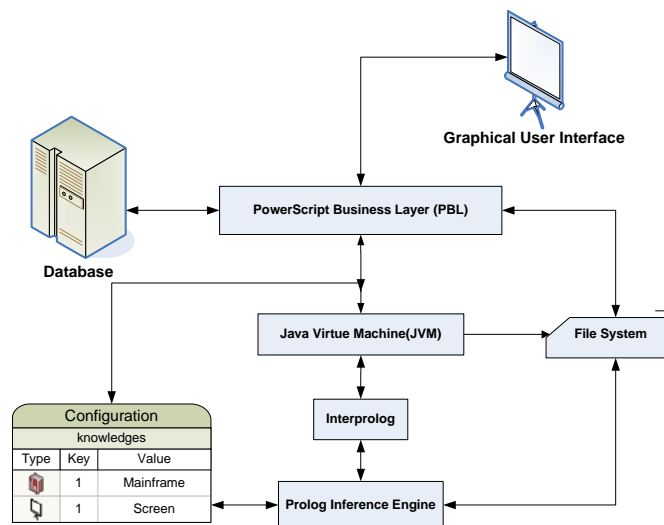 Graphical User Interface
PowerScript Business Layer (PBL)
Database
Java Virtue Machine(JVM)
File System
Interprolog
Configuration
knowledges
Type Key Value
1 Mainframe
1 Screen
Prolog Inference Engine